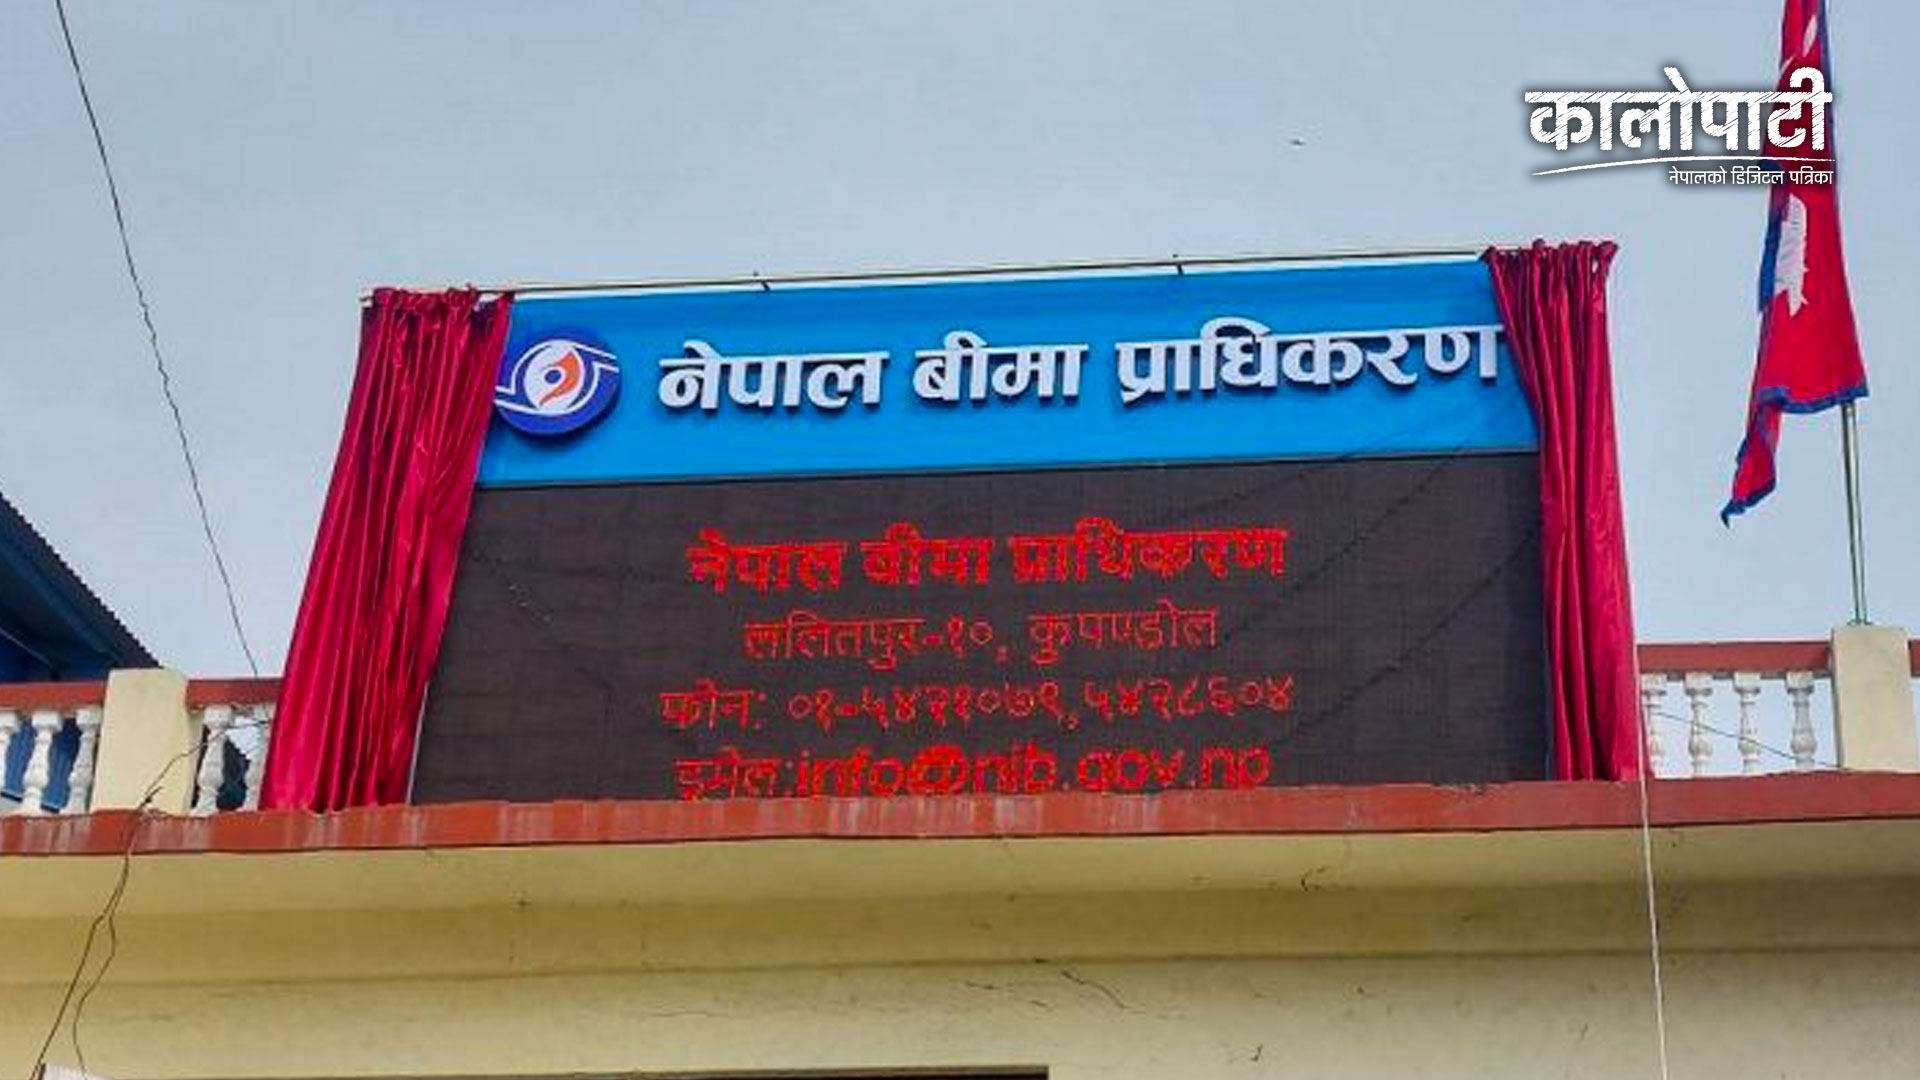 कालोपाटी
नेपालको डिजिटल पत्रिका
नेपाल बीमा प्राधिकरण
नेपाल बीमा प्राधिकरण
ललितपुर-१०, कुपण्डोल
फोन: ०१-५४२१०७९,५४२८६०४
इमेल:info@nib.gov.np